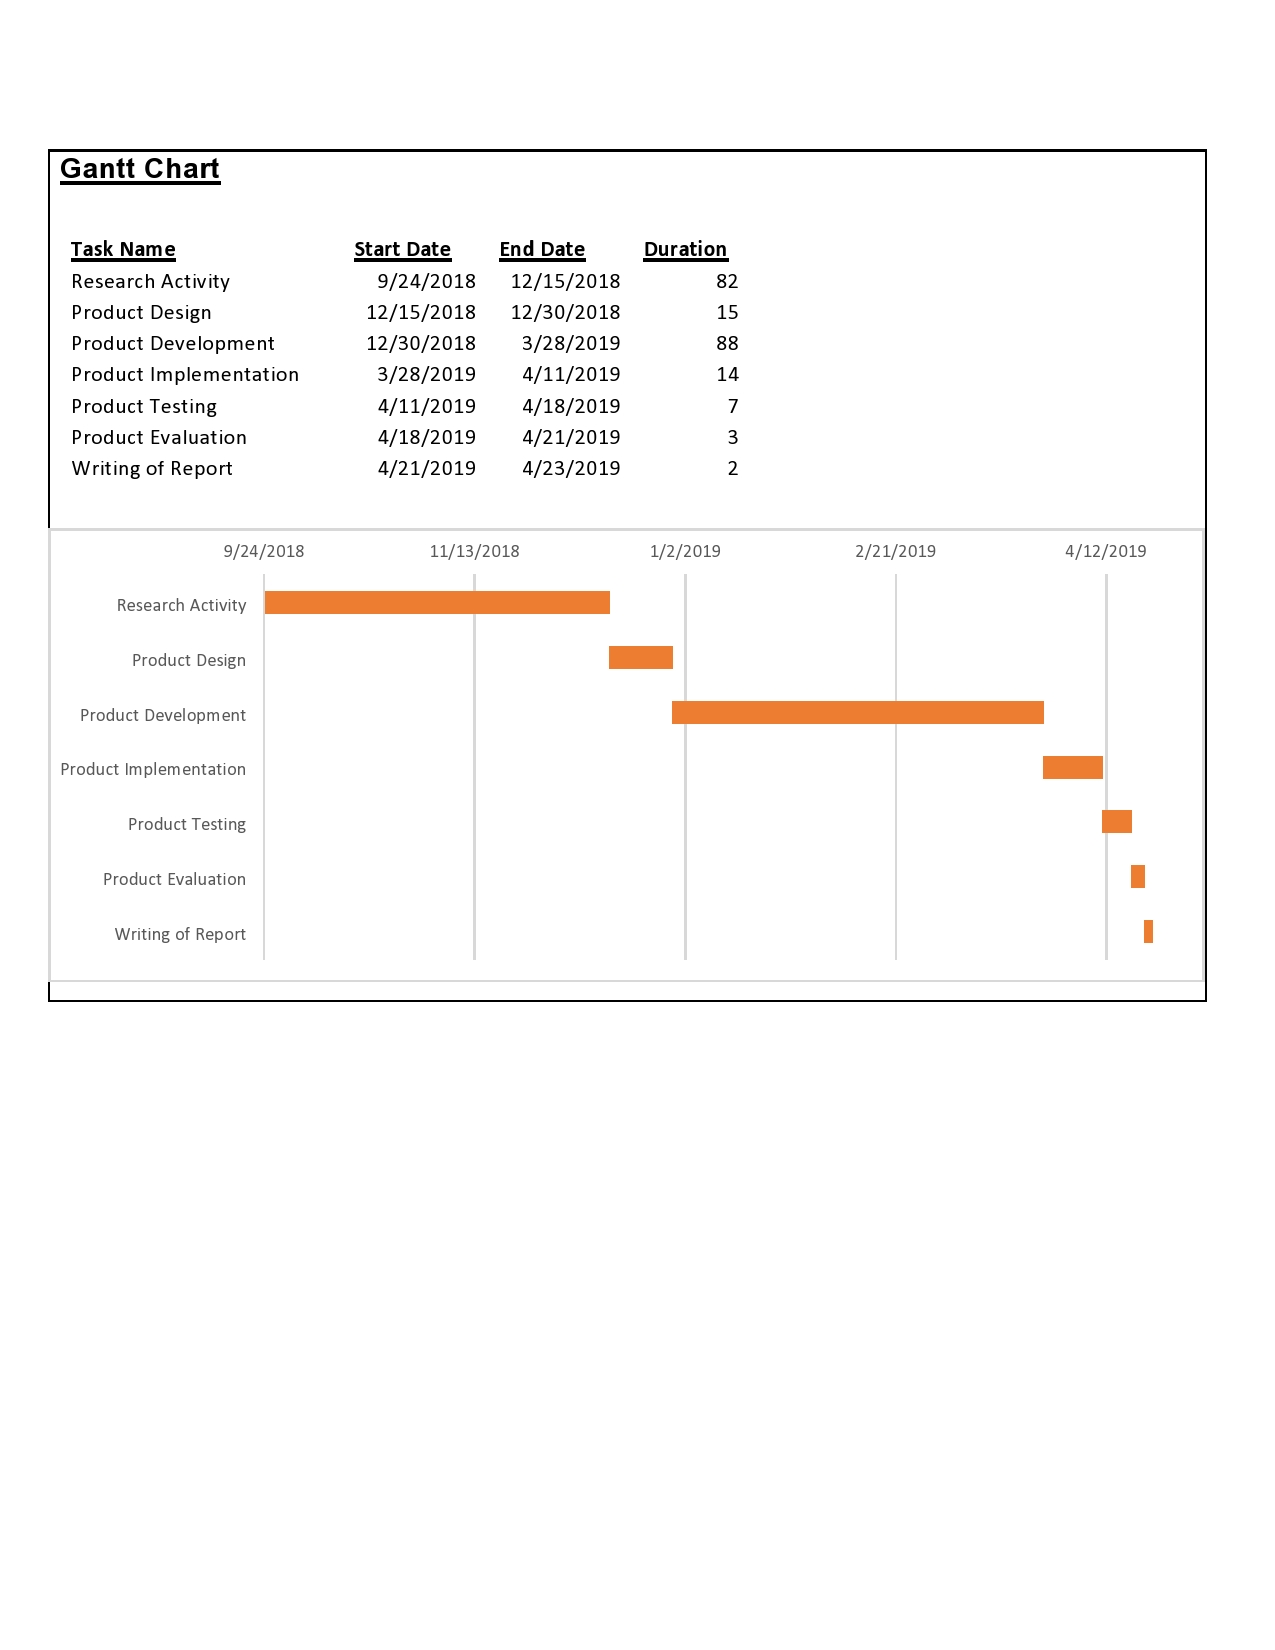 Gantt Chart
Task Name Start Date End Date Duration
Research Activity 9/24/2018 12/15/2018 82
Product Design 12/15/2018 12/30/2018 15
Product Development 12/30/2018 3/28/2019 88
Product Implementation 3/28/2019 4/11/2019 14
Product Testing 4/11/2019 4/18/2019 7
Product Evaluation 4/18/2019 4/21/2019 3
Writing of Report 4/21/2019 4/23/2019 2
9/24/2018 11/13/2018 1/2/2019 2/21/2019 4/12/2019
Research Activity
Product Design
Product Development
Product Implementation
Product Testing
Product Evaluation
Writing of Report